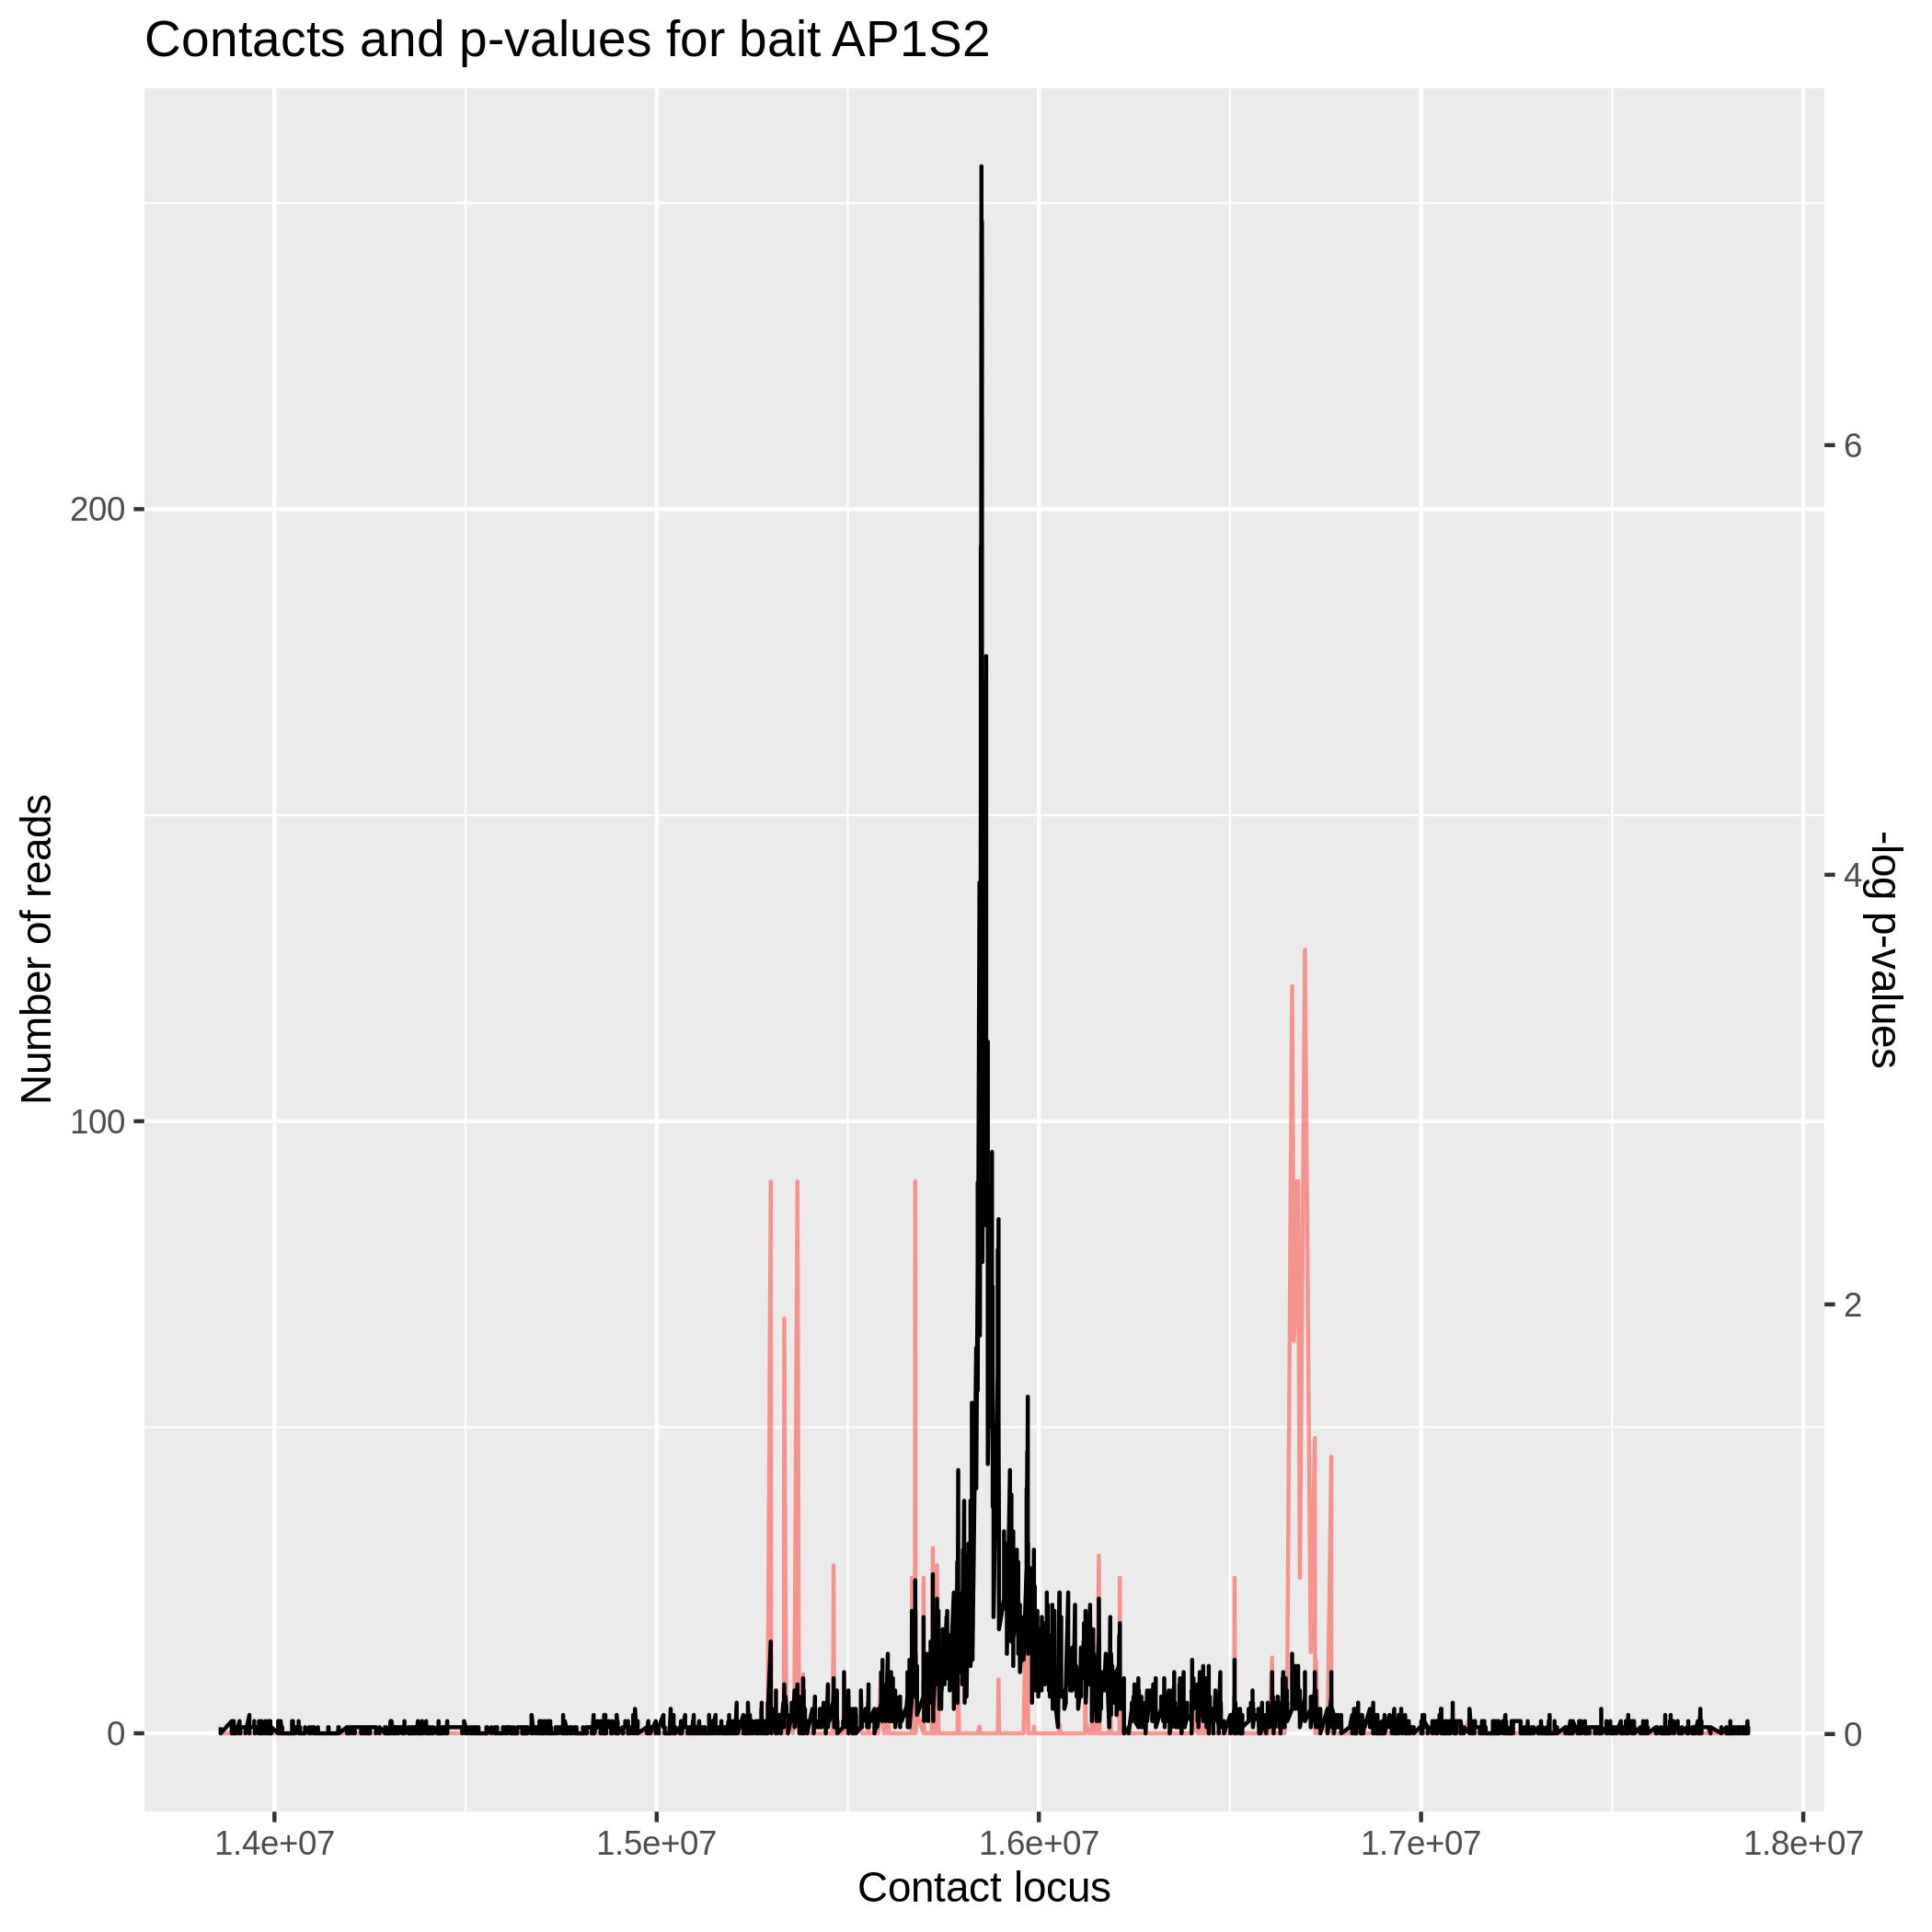 Contacts and p-values for bait AP1S2
Number of reads
200
100
0
6
4
2
0
-log p-values
1.4e+07 1.5e+07 1.6e+07 1.7e+07 1.8e+07
Contact locus